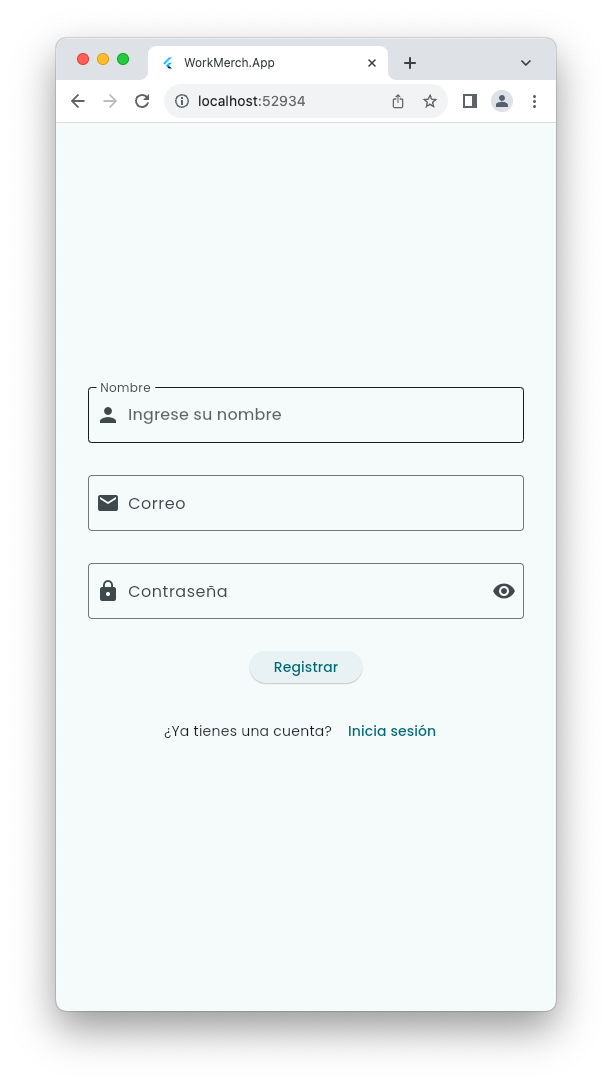 WorkMerch.App
localhost:52934
Nombre
Ingrese su nombre
Correo
Contraseña
Registrar
¿Ya tienes una cuenta? Inicia sesión